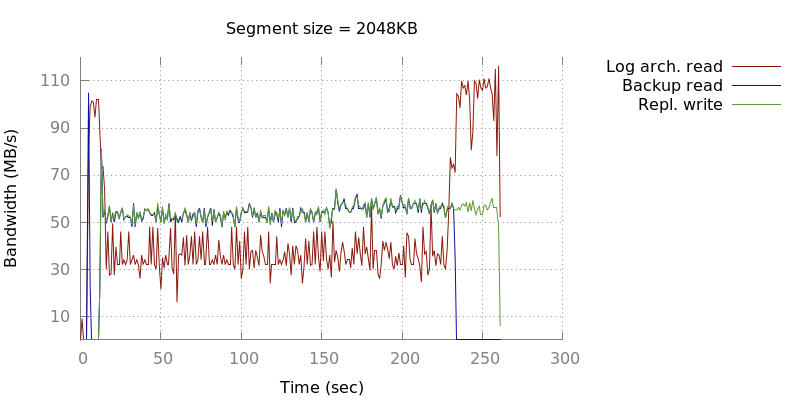 Segment size = 2048KB
Log arch. read
Backup read
Repl. write
Bandwidth (MB/s)
110
90
70
50
30
10
0 50 100 150 200 250 300
Time (sec)